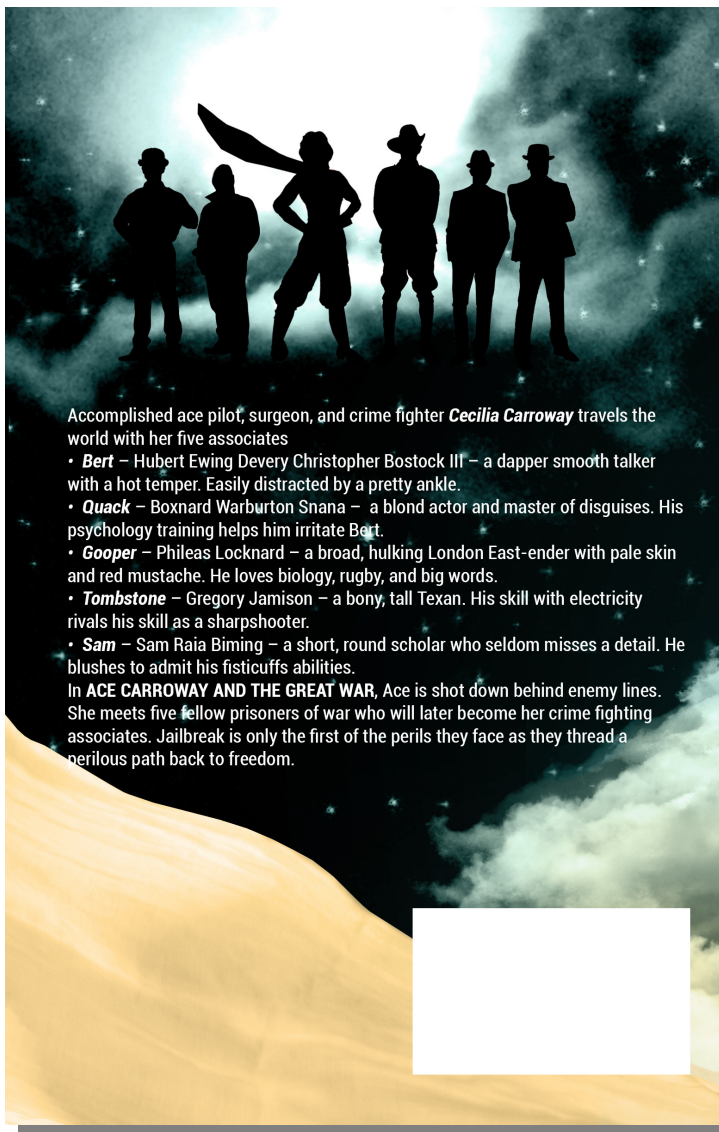 Accomplished ace pilot, surgeon, and crime fighter Cecilia Carroway travels the
world with her five associates
• Bert – Hubert Ewing Devery Christopher Bostock III – a dapper smooth talker
with a hot temper. Easily distracted by a pretty ankle.
• Quack – Boxnard Warburton Snana – a blond actor and master of disguises. His
psychology training helps him irritate Bert.
• Gooper – Phileas Locknard – a broad, hulking London East-ender with pale skin
and red mustache. He loves biology, rugby, and big words.
• Tombstone – Gregory Jamison – a bony, tall Texan. His skill with electricity
rivals his skill as a sharpshooter.
• Sam – Sam Raia Biming – a short, round scholar who seldom misses a detail. He
blushes to admit his fisticuffs abilities.
In ACE CARROWAY AND THE GREAT WAR, Ace is shot down behind enemy lines.
She meets five fellow prisoners of war who will later become her crime fighting
associates. Jailbreak is only the first of the perils they face as they thread a
perilous path back to freedom.